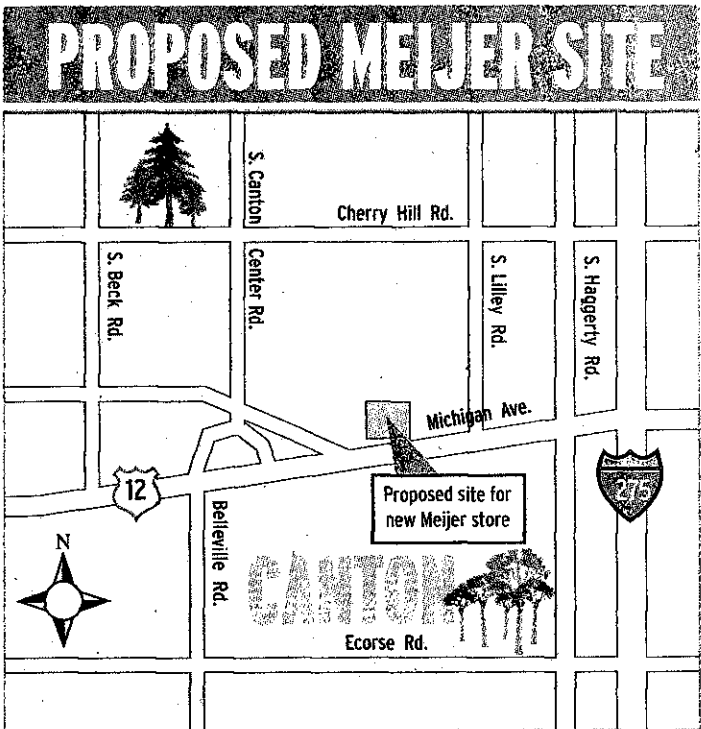 PROPOSED MEIJER SITE
S. Canton
Center Rd.
Cherry Hill Rd.
S. Beck Rd.
S. Lilley Rd.
S. Haggerty Rd.
Michigan Ave.
12
275
Proposed site for
new Meijer store
Belleville Rd.
N
CANTON
Ecorse Rd.